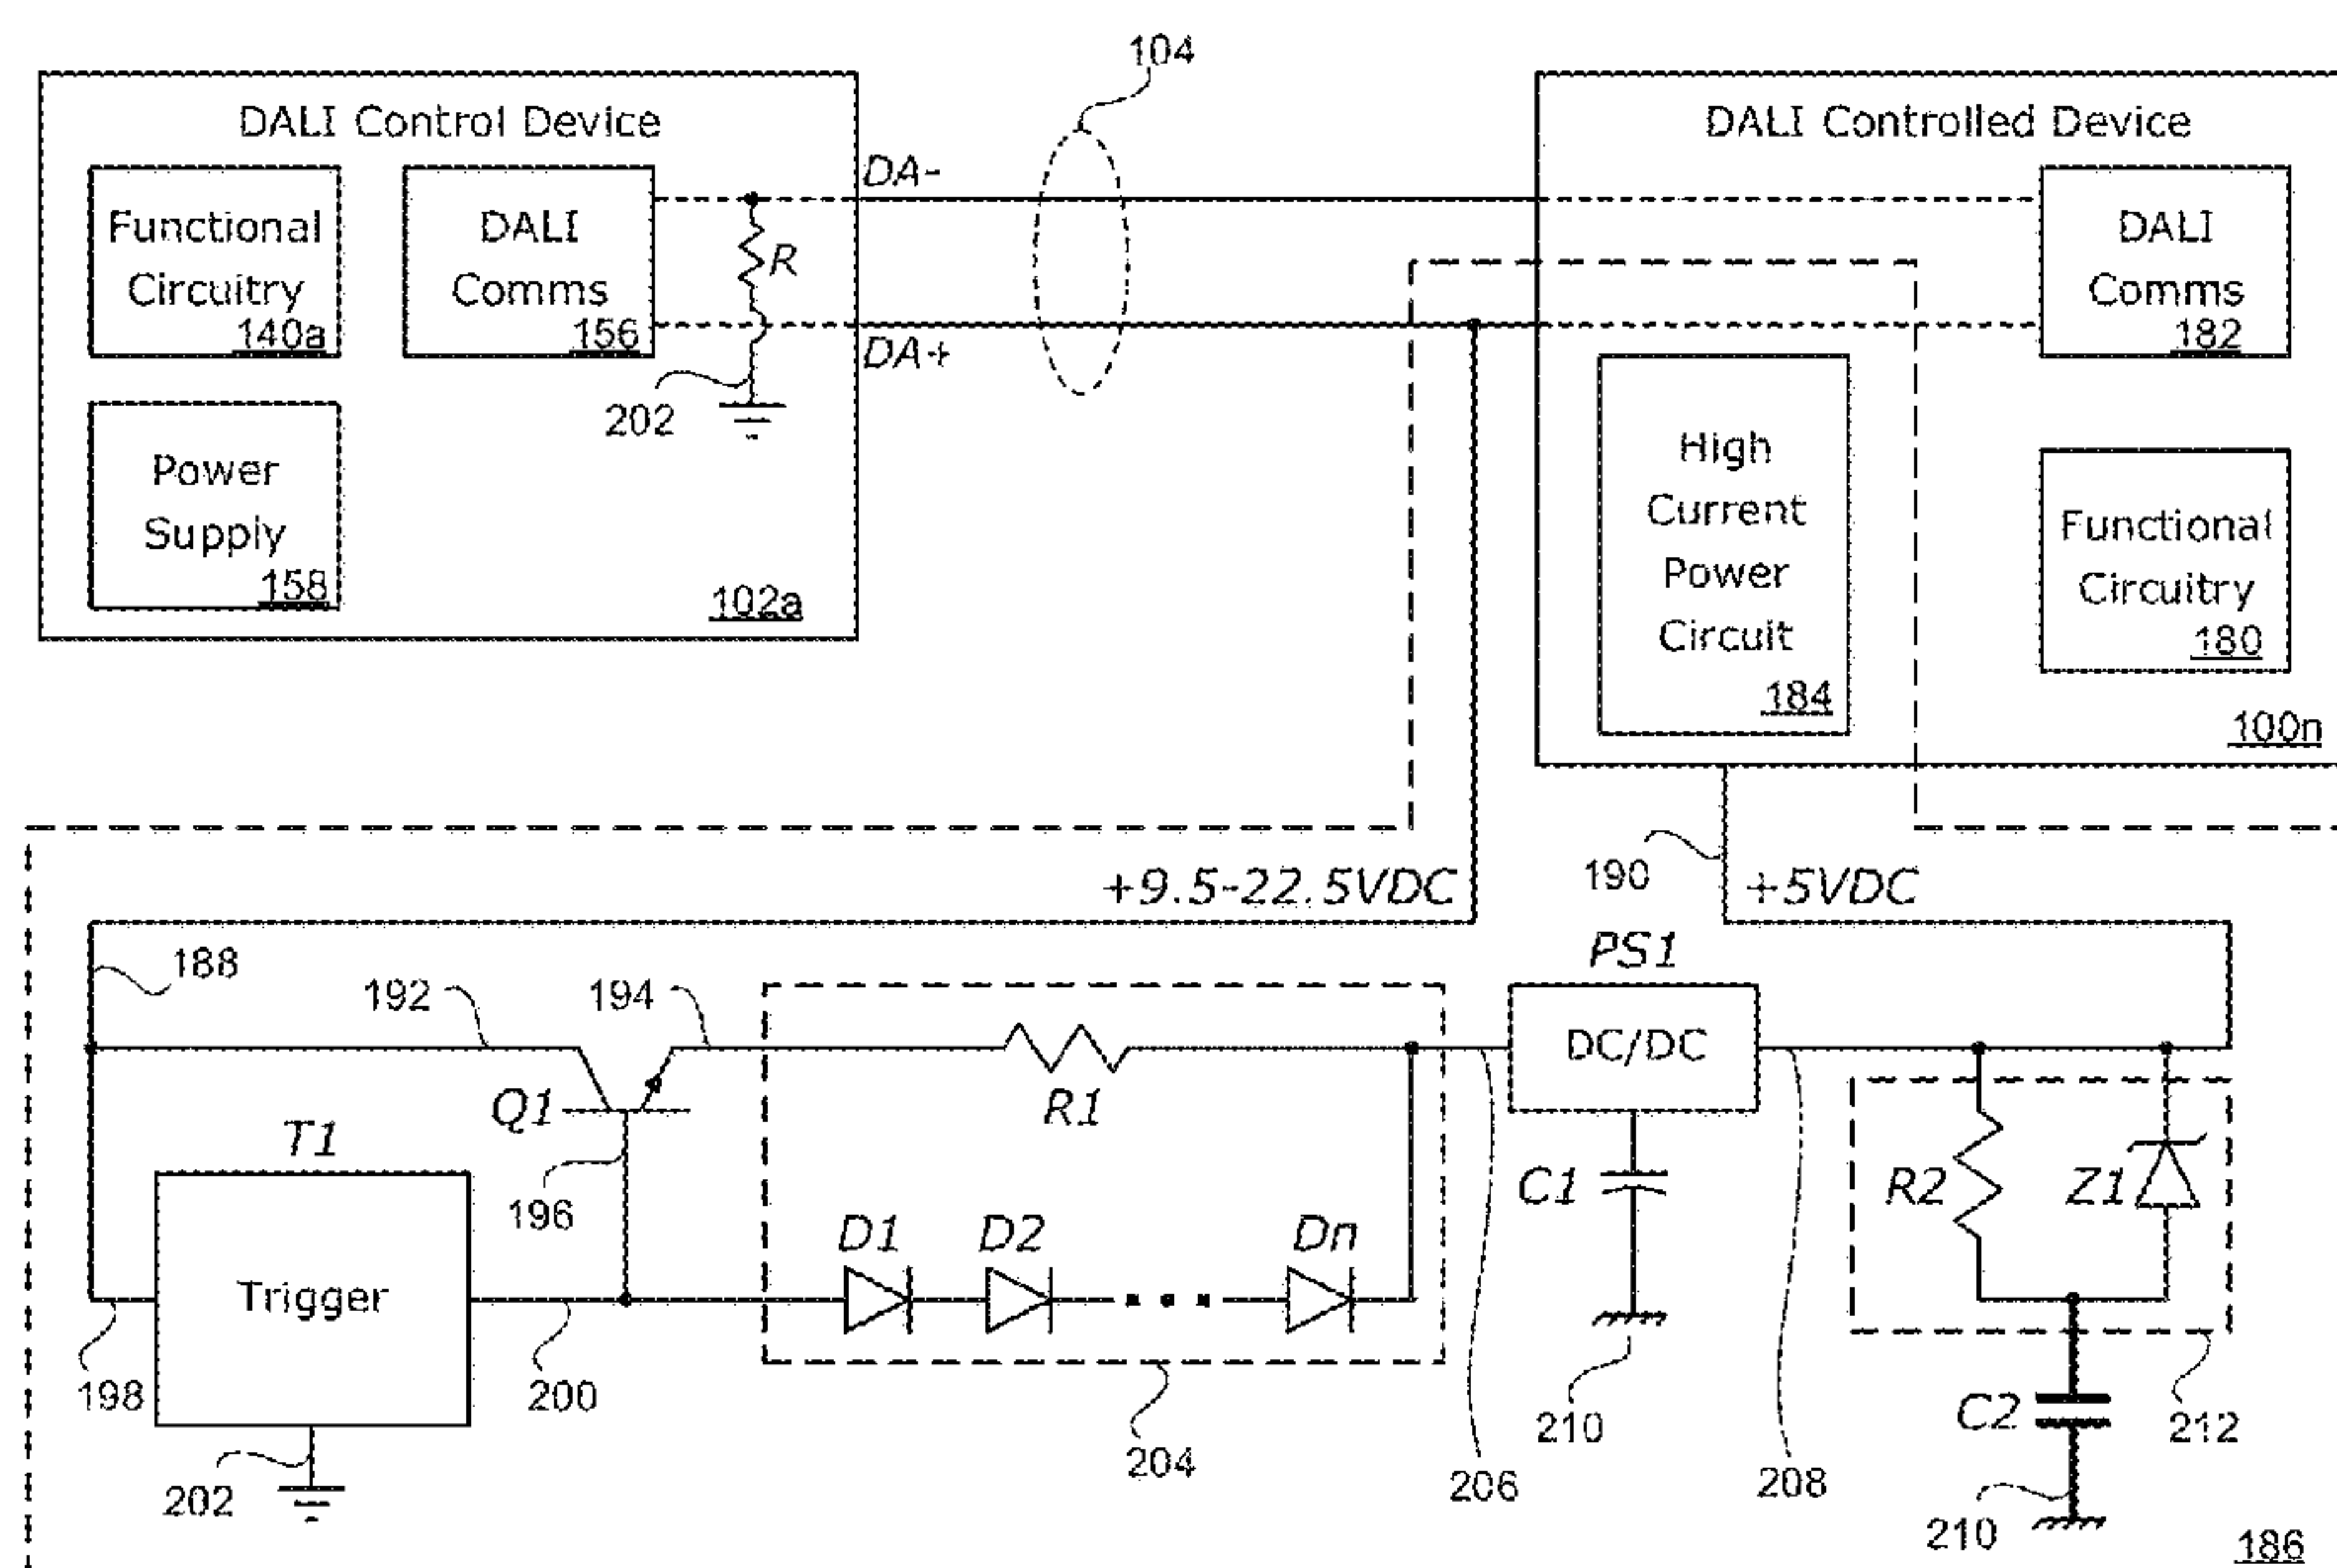 104
DALI Control Device
DALI Controlled Device
Functional
Circuitry
140a
DALI
Comms
156
R
202
DA-
DA+
Power
Supply
158
102a
DALI
Comms
182
High
Current
Power
Circuit
184
Functional
Circuitry
180
100n
+9.5-22.5VDC
190
+5VDC
188
192
194
PS1
DC/DC
Q1
R1
T1
196
C1
R2
Z1
Trigger
D1
D2
Dn
198
200
202
204
210
206
208
C2
212
210
186